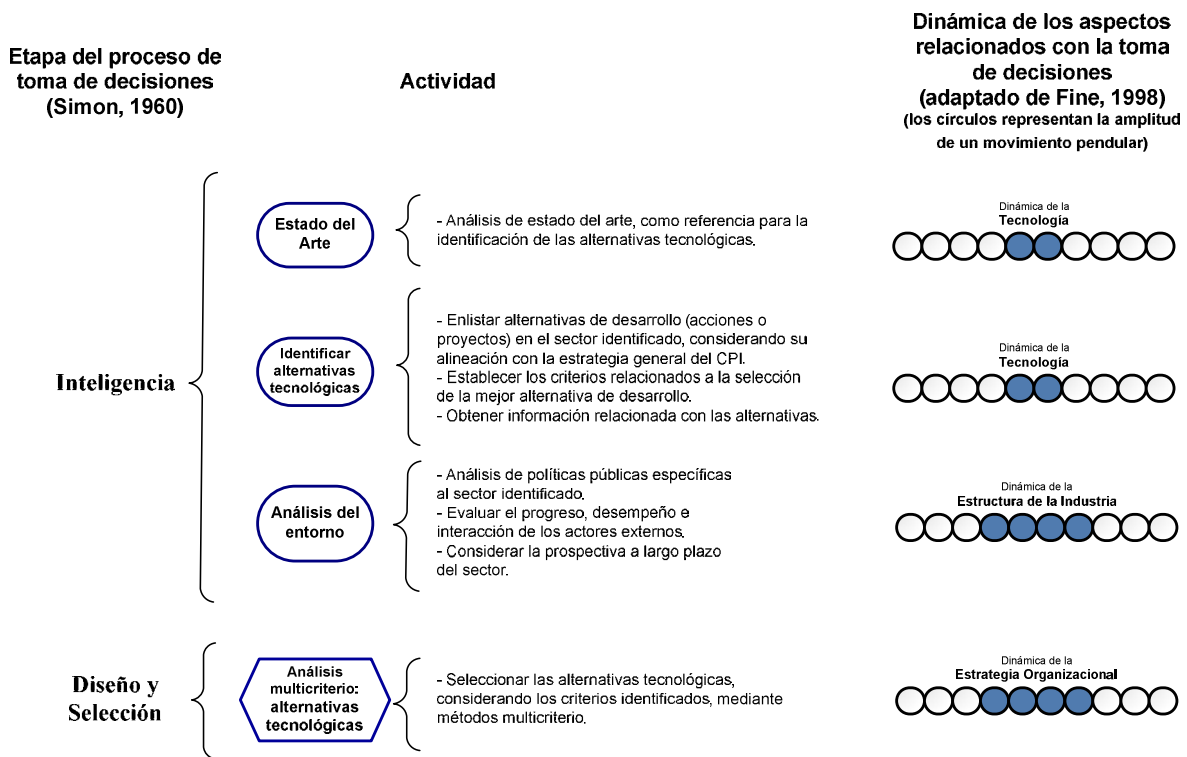 Etapa del proceso de
toma de decisiones
(Simon, 1960)
Actividad
Dinámica de los aspectos
relacionados con la toma
de decisiones
(adaptado de Fine, 1998)
(los círculos representan la amplitud
de un movimiento pendular)
Inteligencia
Estado del
Arte
- Análisis de estado del arte, como referencia para la
identificación de las alternativas tecnológicas.
Dinámica de la
Tecnología
Identificar
alternativas
tecnológicas
- Enlistar alternativas de desarrollo (acciones o
proyectos) en el sector identificado, considerando su
alineación con la estrategia general del CPI.
- Establecer los criterios relacionados a la selección
de la mejor alternativa de desarrollo.
- Obtener información relacionada con las alternativas.
Dinámica de la
Tecnología
Análisis del
entorno
- Análisis de políticas públicas específicas
al sector identificado.
- Evaluar el progreso, desempeño e
interacción de los actores externos.
- Considerar la prospectiva a largo plazo
del sector.
Dinámica de la
Estructura de la Industria
Diseño y
Selección
Análisis
multicriterio:
alternativas
tecnológicas
- Seleccionar las alternativas tecnológicas,
considerando los criterios identificados, mediante
métodos multicriterio.
Dinámica de la
Estrategia Organizacional